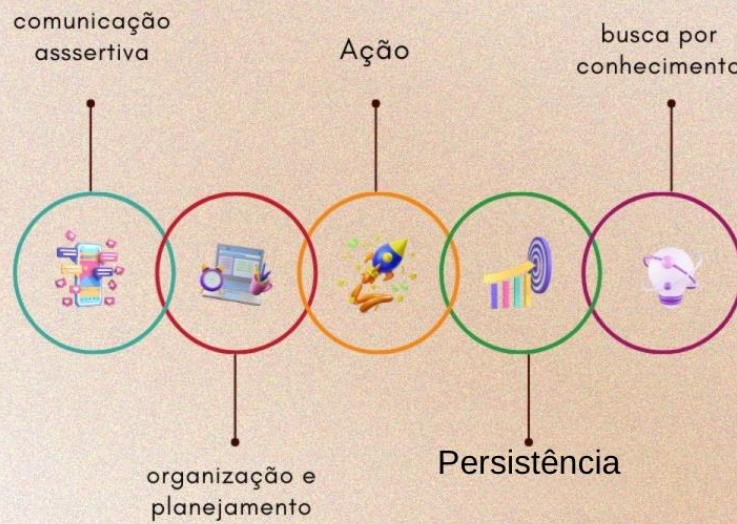 comunicação
asssertiva
Ação
busca por
conhecimento
organização e
planejamento
Persistência